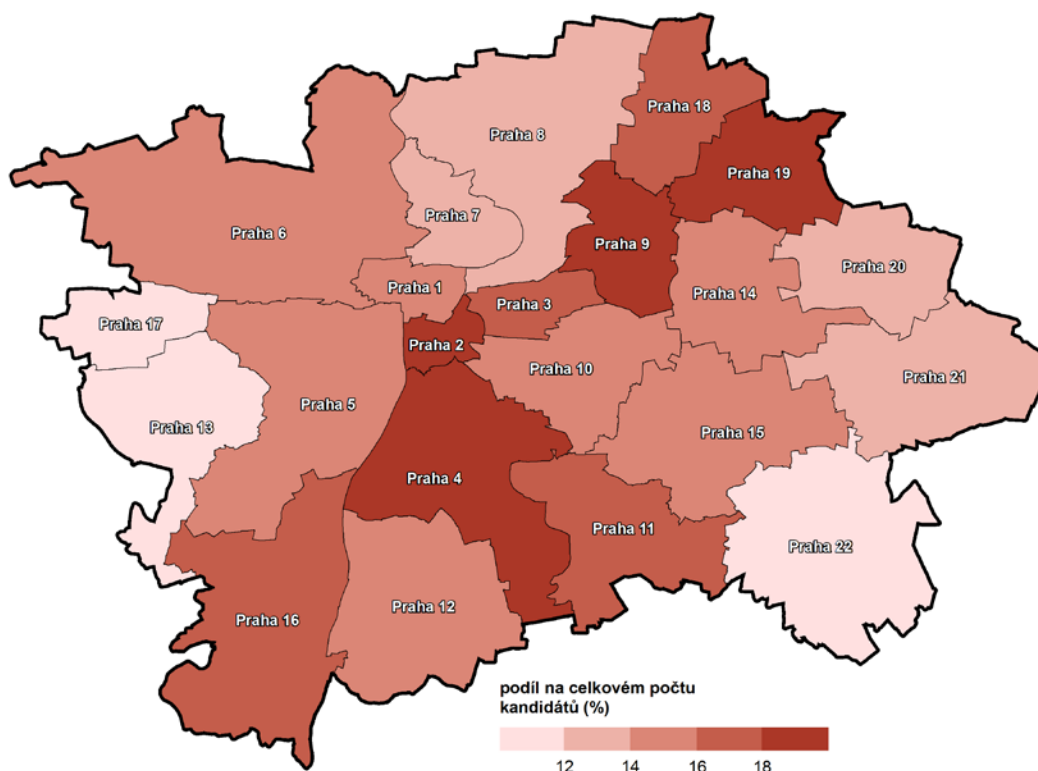 Praha 18
Praha 8
Praha 19
Praha 7
Praha 6
Praha 9
Praha 20
Praha 1
Praha 14
Praha 3
Praha 17
Praha 2
Praha 10
Praha 21
Praha 5
Praha 13
Praha 15
Praha 4
Praha 11
Praha 22
Praha 12
Praha 16
podíl na celkovém počtu
kandidátů (%)
12 14 16 18